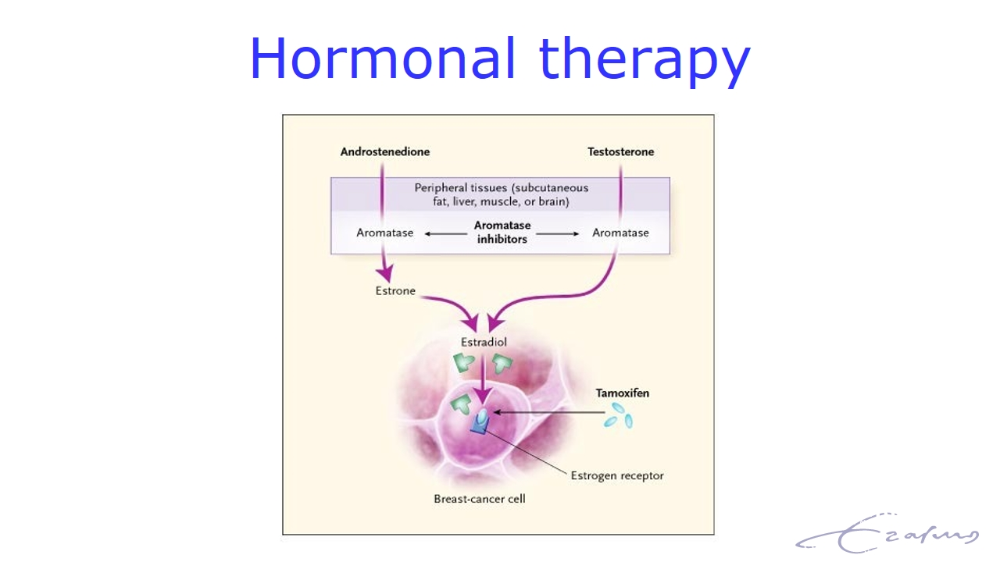 Hormonal therapy
Androstenedione
Testosterone
Peripheral tissues (subcutaneous
fat, liver, muscle, or brain)
Aromatase
Aromatase
inhibitors
Aromatase
Estrone
Estradiol
Tamoxifen
Estrogen receptor
Breast-cancer cell
Erasmus